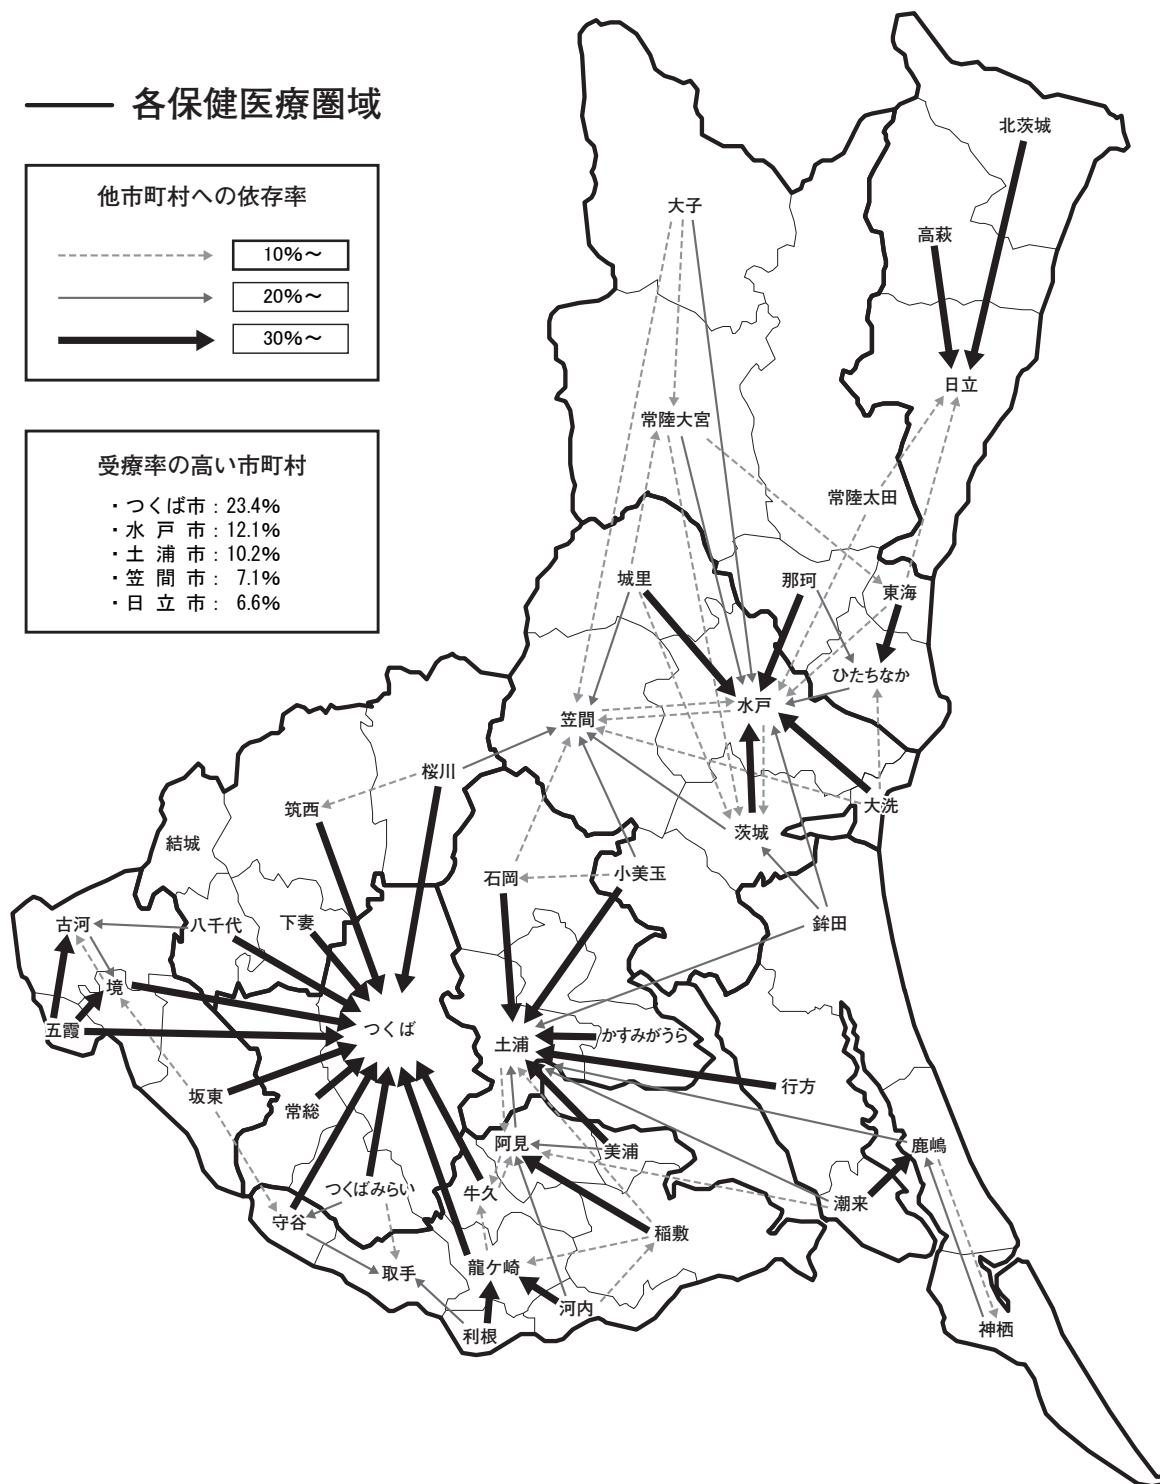 各保健医療圏域
他市町村への依存率
10%～
20%～
30%～
受療率の高い市町村
・つくば市：23.4%
・水戸市：12.1%
・土浦市：10.2%
・笠間市：7.1%
・日立市：6.6%
北茨城
大子
高萩
日立
常陸大宮
常陸太田
城里
那珂
東海
ひたちなか
水戸
笠間
桜川
筑西
大洗
茨城
結城
石岡
小美玉
古河
八千代
下妻
鉾田
境
五霞
つくば
土浦
かすみがうら
行方
坂東
常総
阿見
美浦
鹿嶋
つくばみらい
牛久
潮来
守谷
稲敷
取手
龍ケ崎
河内
利根
神栖